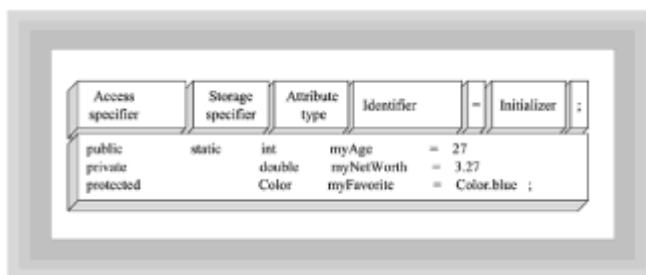 Access specifier Storage specifier Attribute type Identifier = Initializer ;
public static int myAge = 27
private double myNetWorth = 3.27
protected Color myFavorite = Color.blue ;